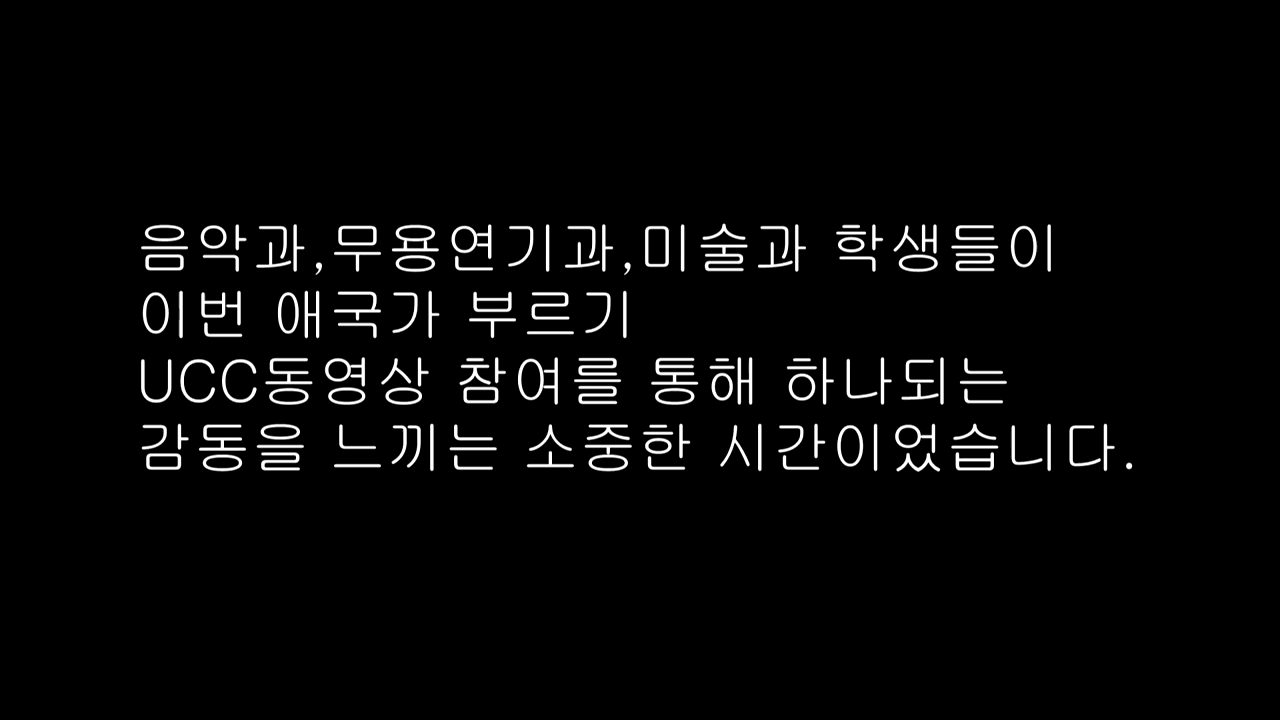 음악과,무용연기과,미술과 학생들이
이번 애국가 부르기
UCC동영상 참여를 통해 하나되는
감동을 느끼는 소중한 시간이었습니다.